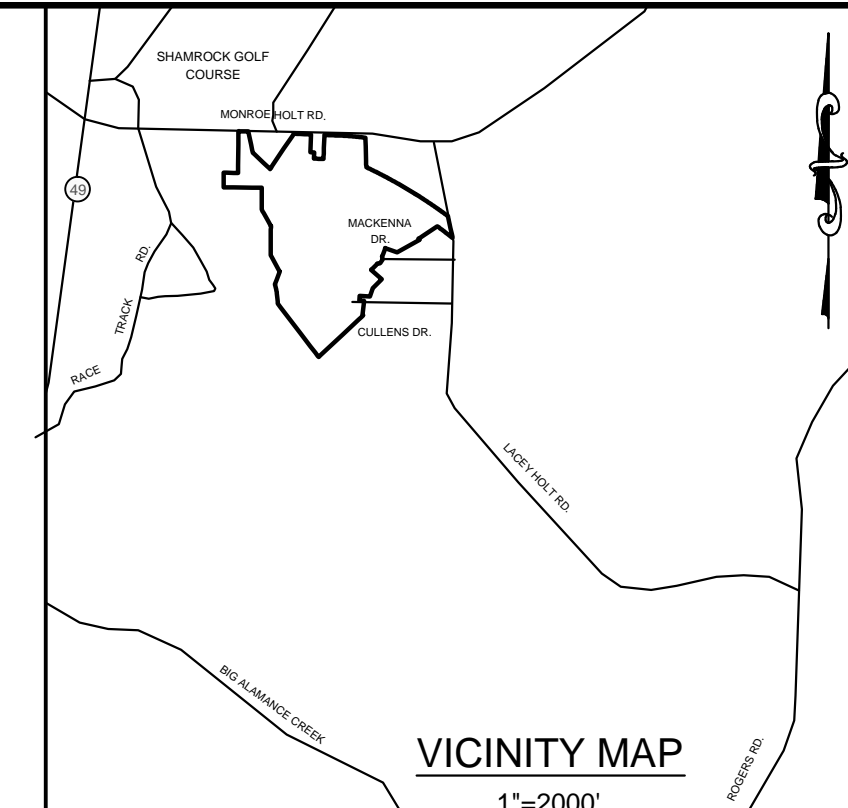 SHAMROCK GOLF
COURSE
MONROE HOLT RD.
49
MACKENNA
DR.
RACE TRACK RD.
CULLENS DR.
LACEY HOLT RD.
BIG ALAMANCE CREEK
ROGERS RD.
VICINITY MAP
1"=2000'